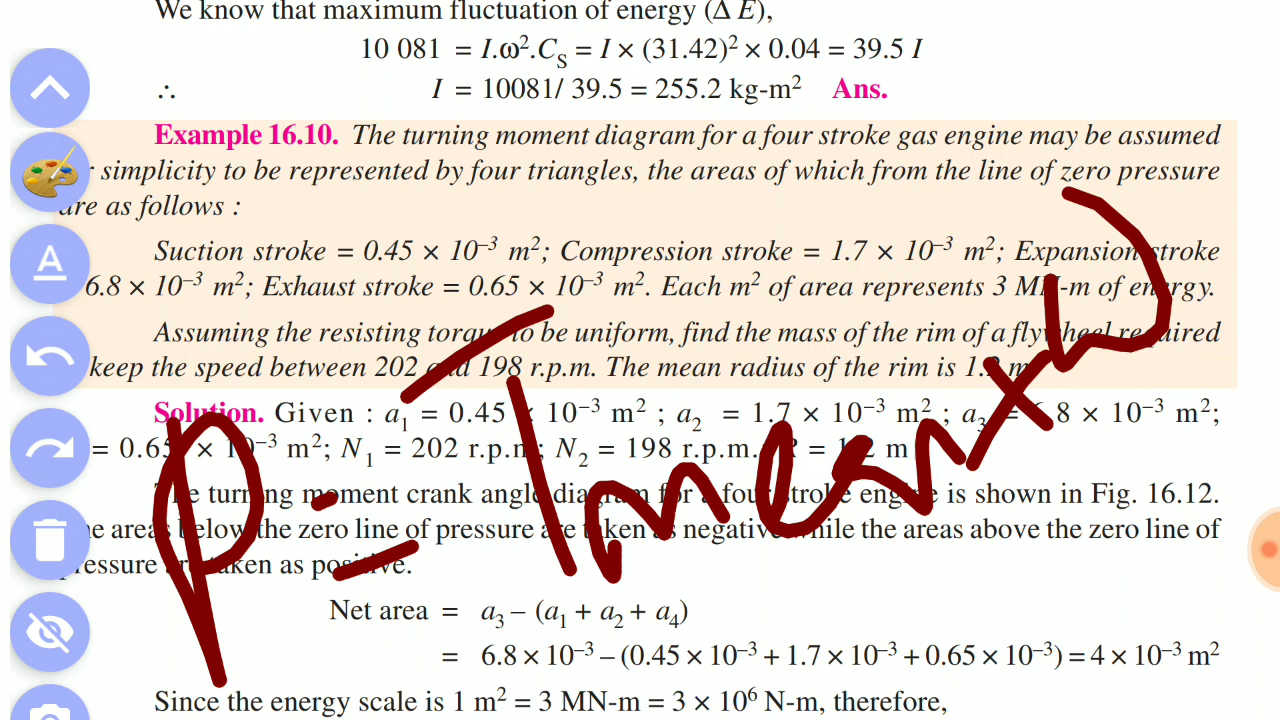 We know that maximum fluctuation of energy (Δ E),
10 081 = I.ω².C_S = I × (31.42)² × 0.04 = 39.5 I
∴ I = 10081/ 39.5 = 255.2 kg-m² Ans.
Example 16.10. The turning moment diagram for a four stroke gas engine may be assumed
simplicity to be represented by four triangles, the areas of which from the line of zero pressure
are as follows :
Suction stroke = 0.45 × 10⁻³ m²; Compression stroke = 1.7 × 10⁻³ m²; Expansion stroke
6.8 × 10⁻³ m²; Exhaust stroke = 0.65 × 10⁻³ m². Each m² of area represents 3 MN-m of energy.
Assuming the resisting torque to be uniform, find the mass of the rim of a flywheel required
keep the speed between 202 and 198 r.p.m. The mean radius of the rim is 1.2 m.
Solution. Given : a₁ = 0.45 × 10⁻³ m² ; a₂ = 1.7 × 10⁻³ m² ; a₃ = 6.8 × 10⁻³ m²;
= 0.65 × 10⁻³ m²; N₁ = 202 r.p.m; N₂ = 198 r.p.m.; R = 1.2 m
The turning moment crank angle diagram for a four stroke engine is shown in Fig. 16.12.
The areas below the zero line of pressure are taken as negative while the areas above the zero line of
pressure are taken as positive.
P = Tmean x
Net area = a₃ – (a₁ + a₂ + a₄)
= 6.8 × 10⁻³ – (0.45 × 10⁻³ + 1.7 × 10⁻³ + 0.65 × 10⁻³) = 4 × 10⁻³ m²
Since the energy scale is 1 m² = 3 MN-m = 3 × 10⁶ N-m, therefore,